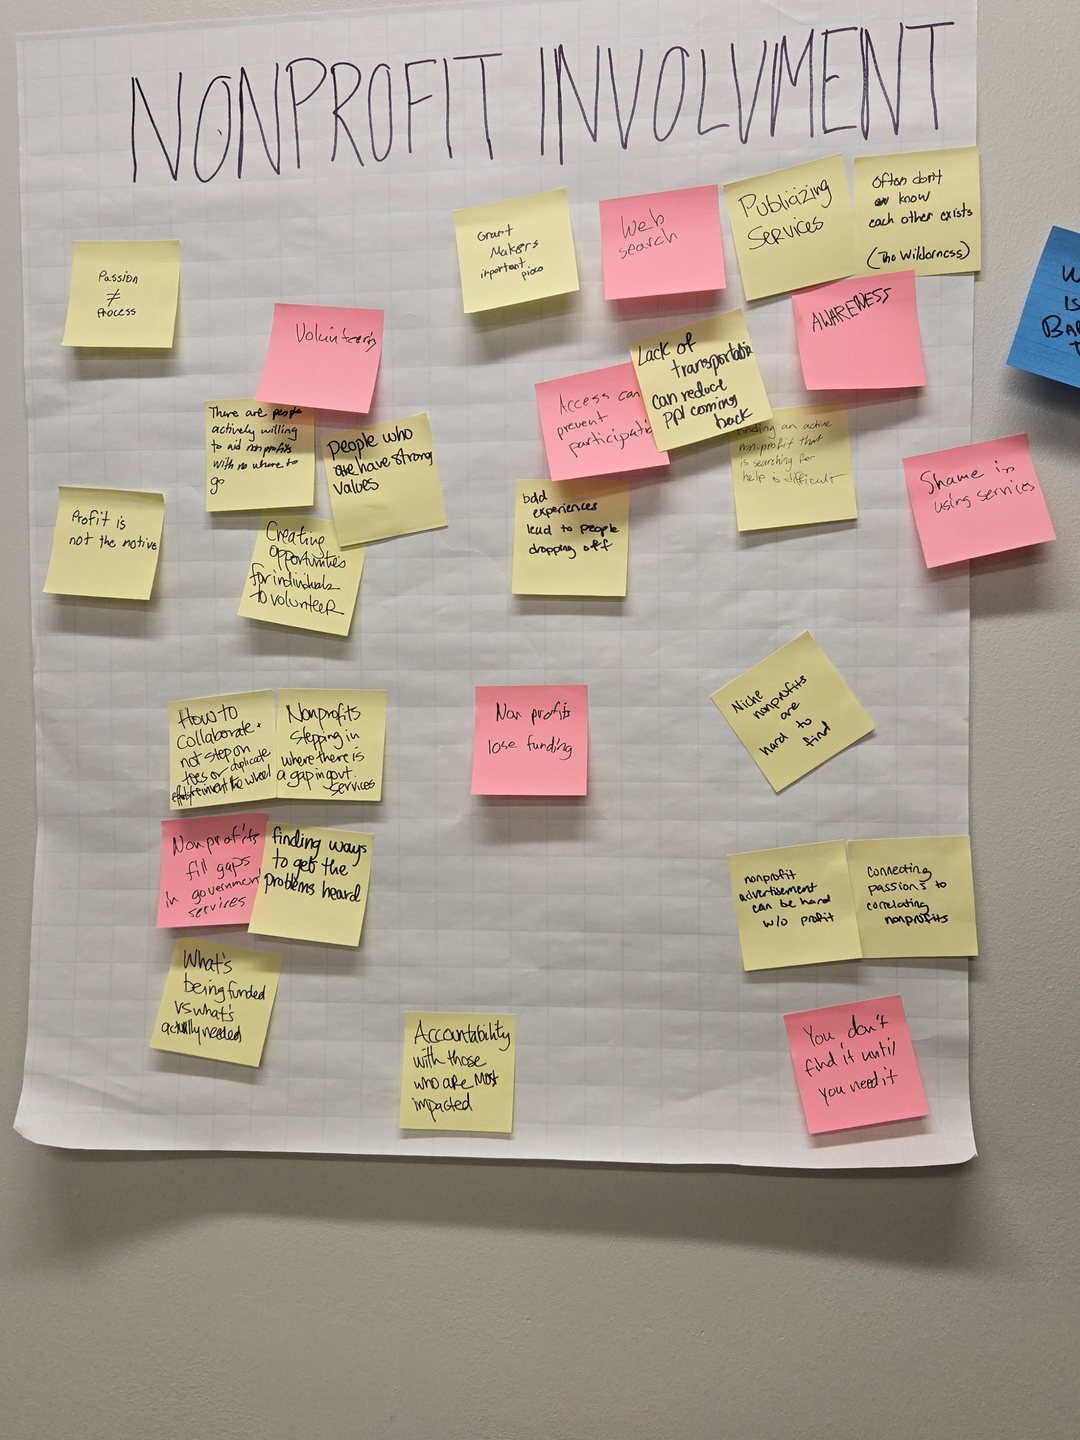 NONPROFIT INVOLVMENT
Passion
≠
Process
Volunteering
Grant
Makers
important piece
Web
search
Publicizing
Services
Often don't
know
each other exists
(The Wilderness)
AWARENESS
There are people
actively willing
to aid nonprofits
with no where to
go
People who
have strong
values
Access can
prevent
participation
Lack of
transportation
can reduce
ppl coming
back
Finding an active
non-profit that
is searching for
help is difficult
Shame in
using services
Profit is
not the motive
Creating
opportunities
for individuals
to volunteer
bad
experiences
lead to people
dropping off
How to
collaborate +
not step on
toes or duplicate
efforts/reinvent the wheel
Nonprofits
stepping in
where there is
a gap in govt.
services
Non profits
lose funding
Niche
nonprofits
are
hard to
find
Nonprofits
fill gaps
in government
services
finding ways
to get the
problems heard
nonprofit
advertisement
can be hard
w/o profit
Connecting
passions to
correlating
nonprofits
What's
being funded
vs what's
actually needed
Accountability
with those
who are most
impacted
You don't
find it until
you need it
IS